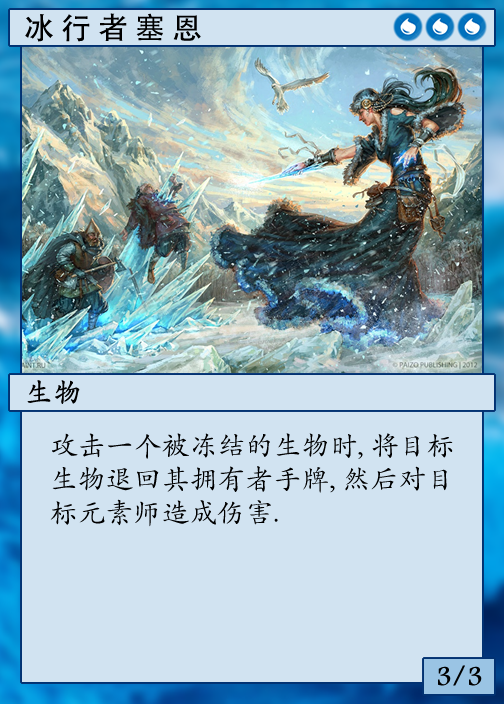 冰行者塞恩
AINT.RU
© PAIZO PUBLISHING | 2012
生物
攻击一个被冻结的生物时, 将目标
生物退回其拥有者手牌, 然后对目
标元素师造成伤害.
3/3